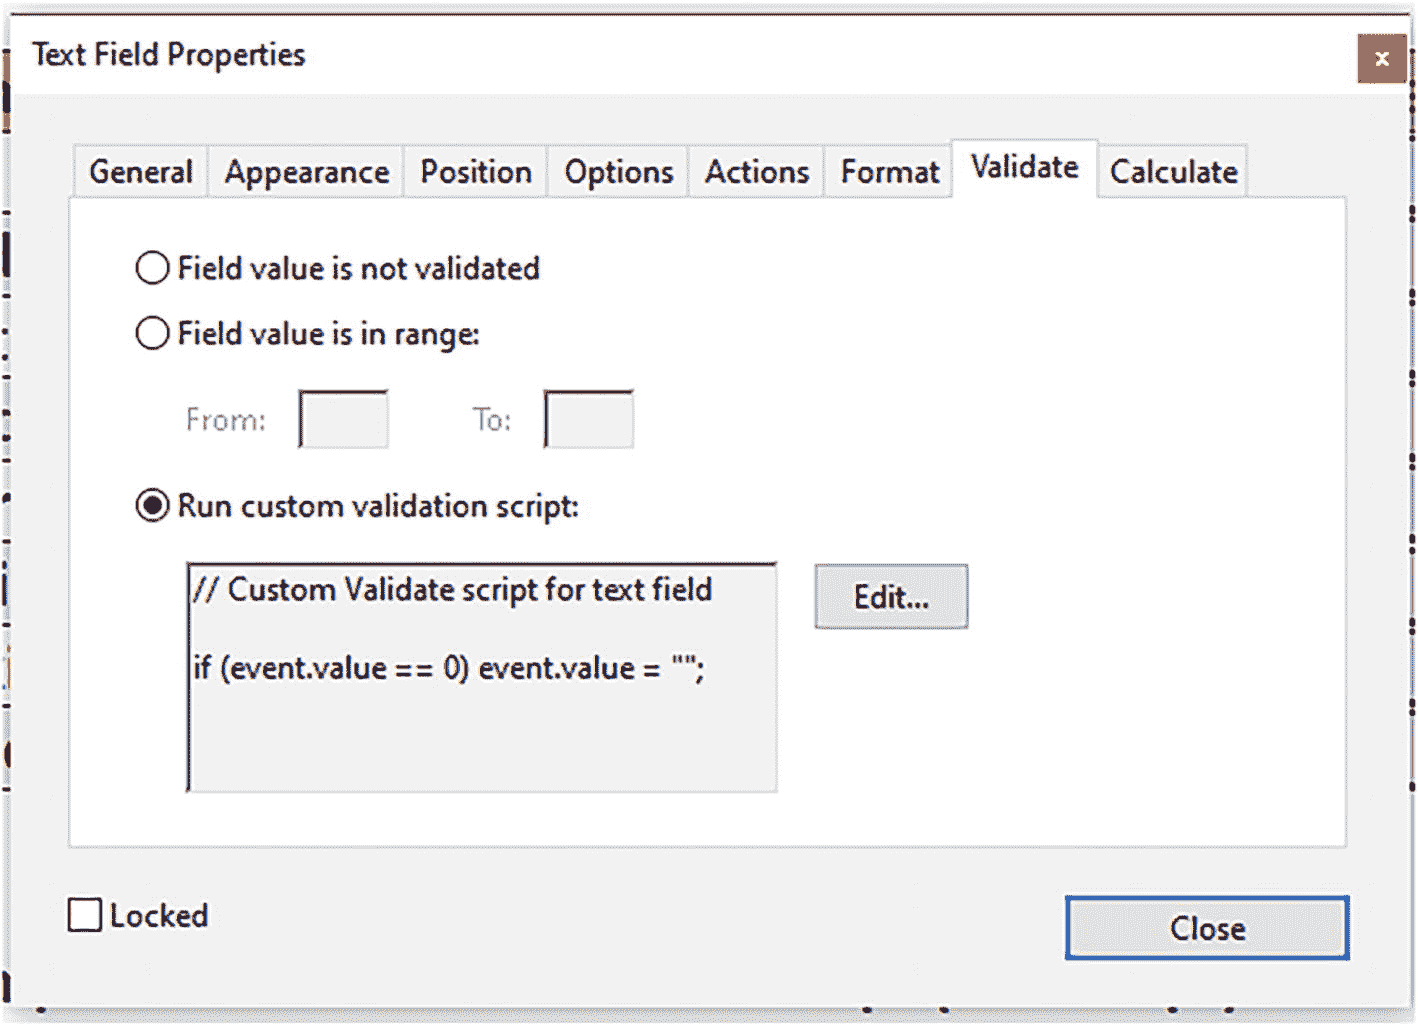 Text Field Properties
x
General Appearance Position Options Actions Format Validate Calculate
Field value is not validated
Field value is in range:
From: To:
Run custom validation script:
// Custom Validate script for text field
if (event.value == 0) event.value = "";
Edit...
Locked
Close